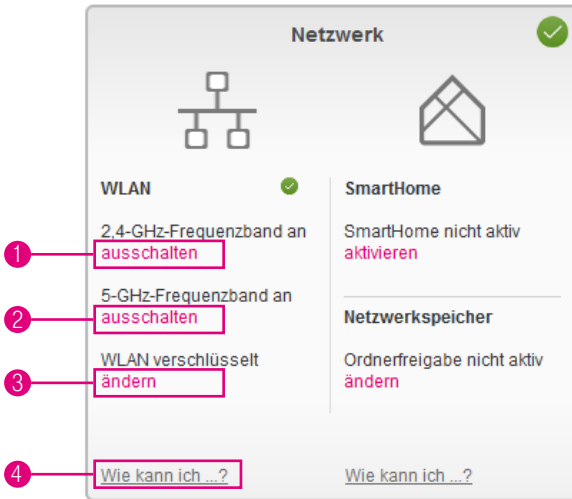 Netzwerk
WLAN
2,4-GHz-Frequenzband an
1
ausschalten
5-GHz-Frequenzband an
2
ausschalten
WLAN verschlüsselt
3
ändern
4
Wie kann ich ...?
SmartHome
SmartHome nicht aktiv
aktivieren
Netzwerkspeicher
Ordnerfreigabe nicht aktiv
ändern
Wie kann ich ...?